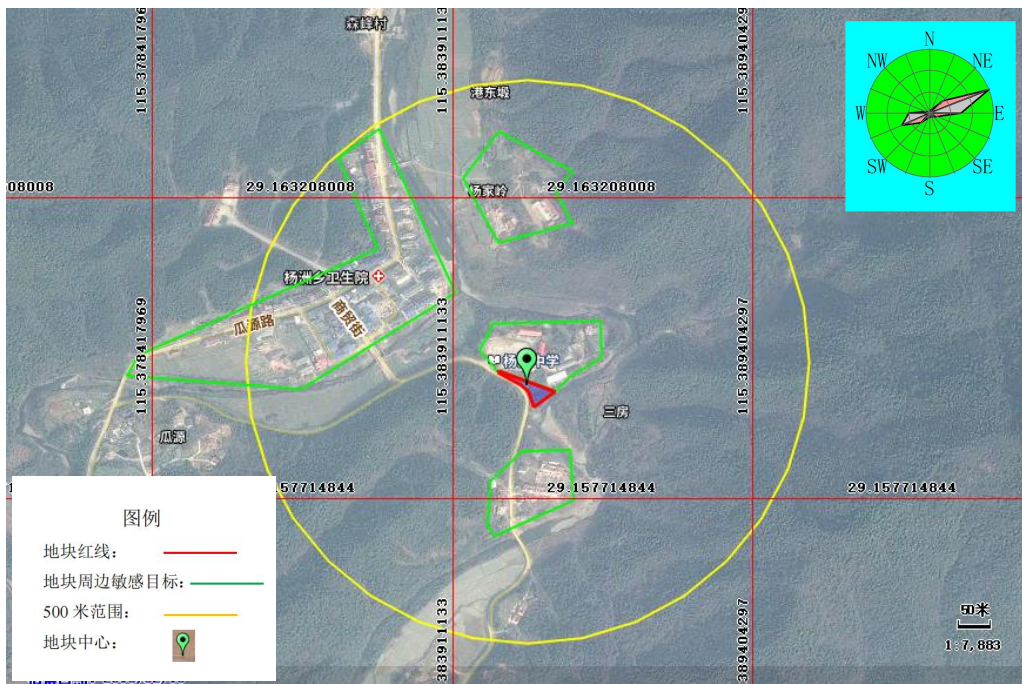 森峰村
115.37841796
115.38391113
115.38940429
港东塅
N
NW
NE
W
E
SW
SE
S
08008
29.163208008
29.163208008
杨家岭
杨洲乡卫生院
瓜源路
商贸街
115.378417969
383911133
115.389404297
中学
三房
瓜源
157714844
29.157714844
29.157714844
图例
地块红线：
地块周边敏感目标：
500 米范围：
地块中心：
383911133
389404297
50米
1:7,883